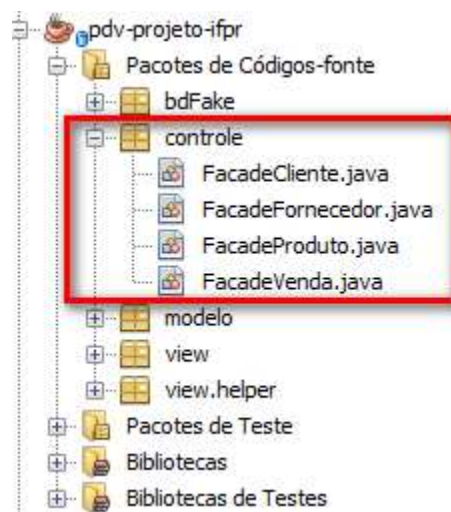 pdv-projeto-ifpr
Pacotes de Códigos-fonte
bdFake
controle
FacadeCliente.java
FacadeFornecedor.java
FacadeProduto.java
FacadeVenda.java
modelo
view
view.helper
Pacotes de Teste
Bibliotecas
Bibliotecas de Testes